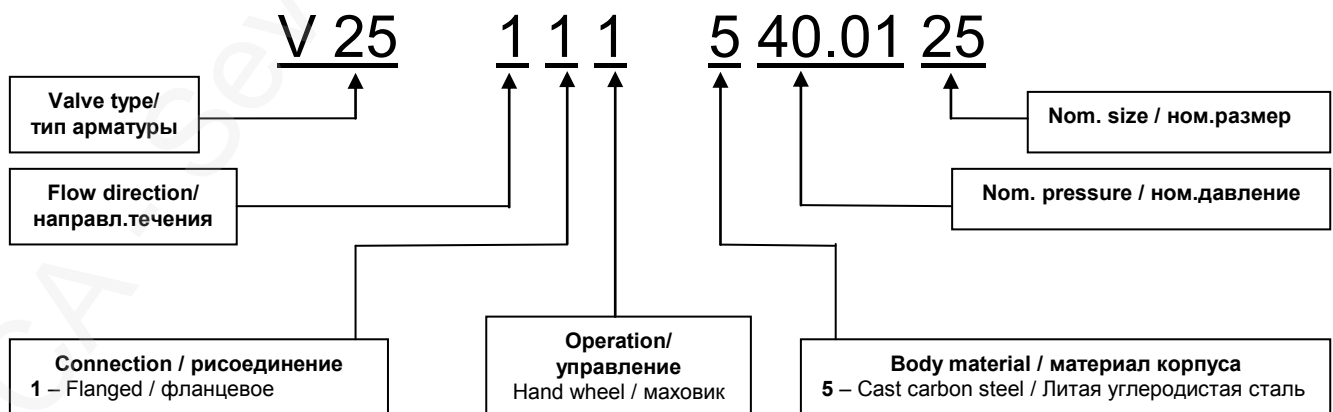 V 25 1 1 1 5 40.01 25
Valve type/
тип арматуры
Nom. size / ном.размер
Flow direction/
направл.течения
Nom. pressure / ном.давление
Connection / рисоединение
1 – Flanged / фланцевое
Operation/
управление
Hand wheel / маховик
Body material / материал корпуса
5 – Cast carbon steel / Литая углеродистая сталь